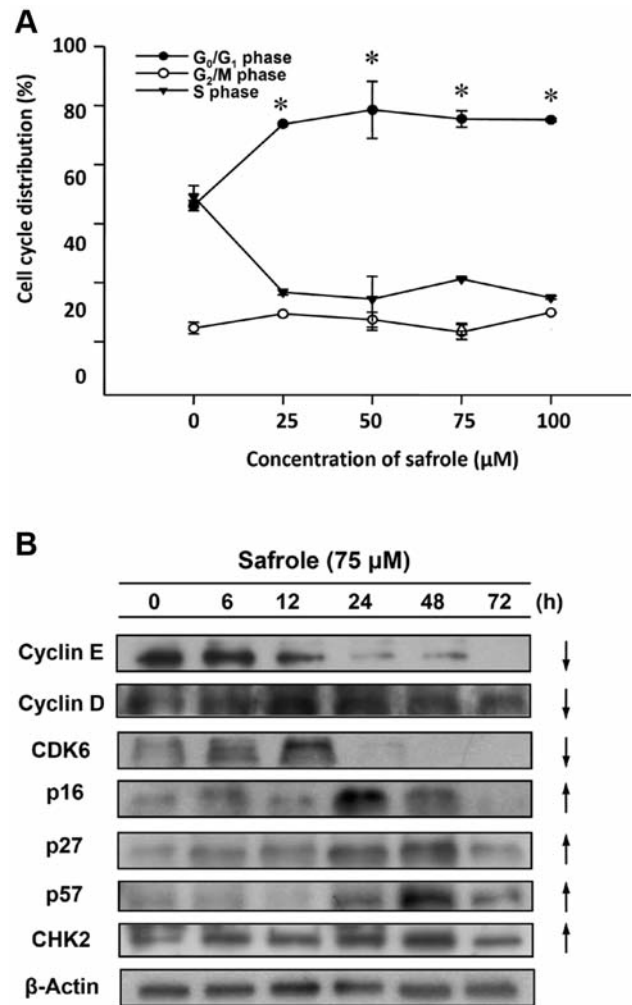 A
100
80
60
40
20
0
Cell cycle distribution (%)
G₀/G₁ phase
G₂/M phase
S phase
*
*
*
*
0 25 50 75 100
Concentration of safrole (µM)
B
Safrole (75 µM)
0 6 12 24 48 72 (h)
Cyclin E ↓
Cyclin D ↓
CDK6 ↓
p16 ↑
p27 ↑
p57 ↑
CHK2 ↑
β-Actin